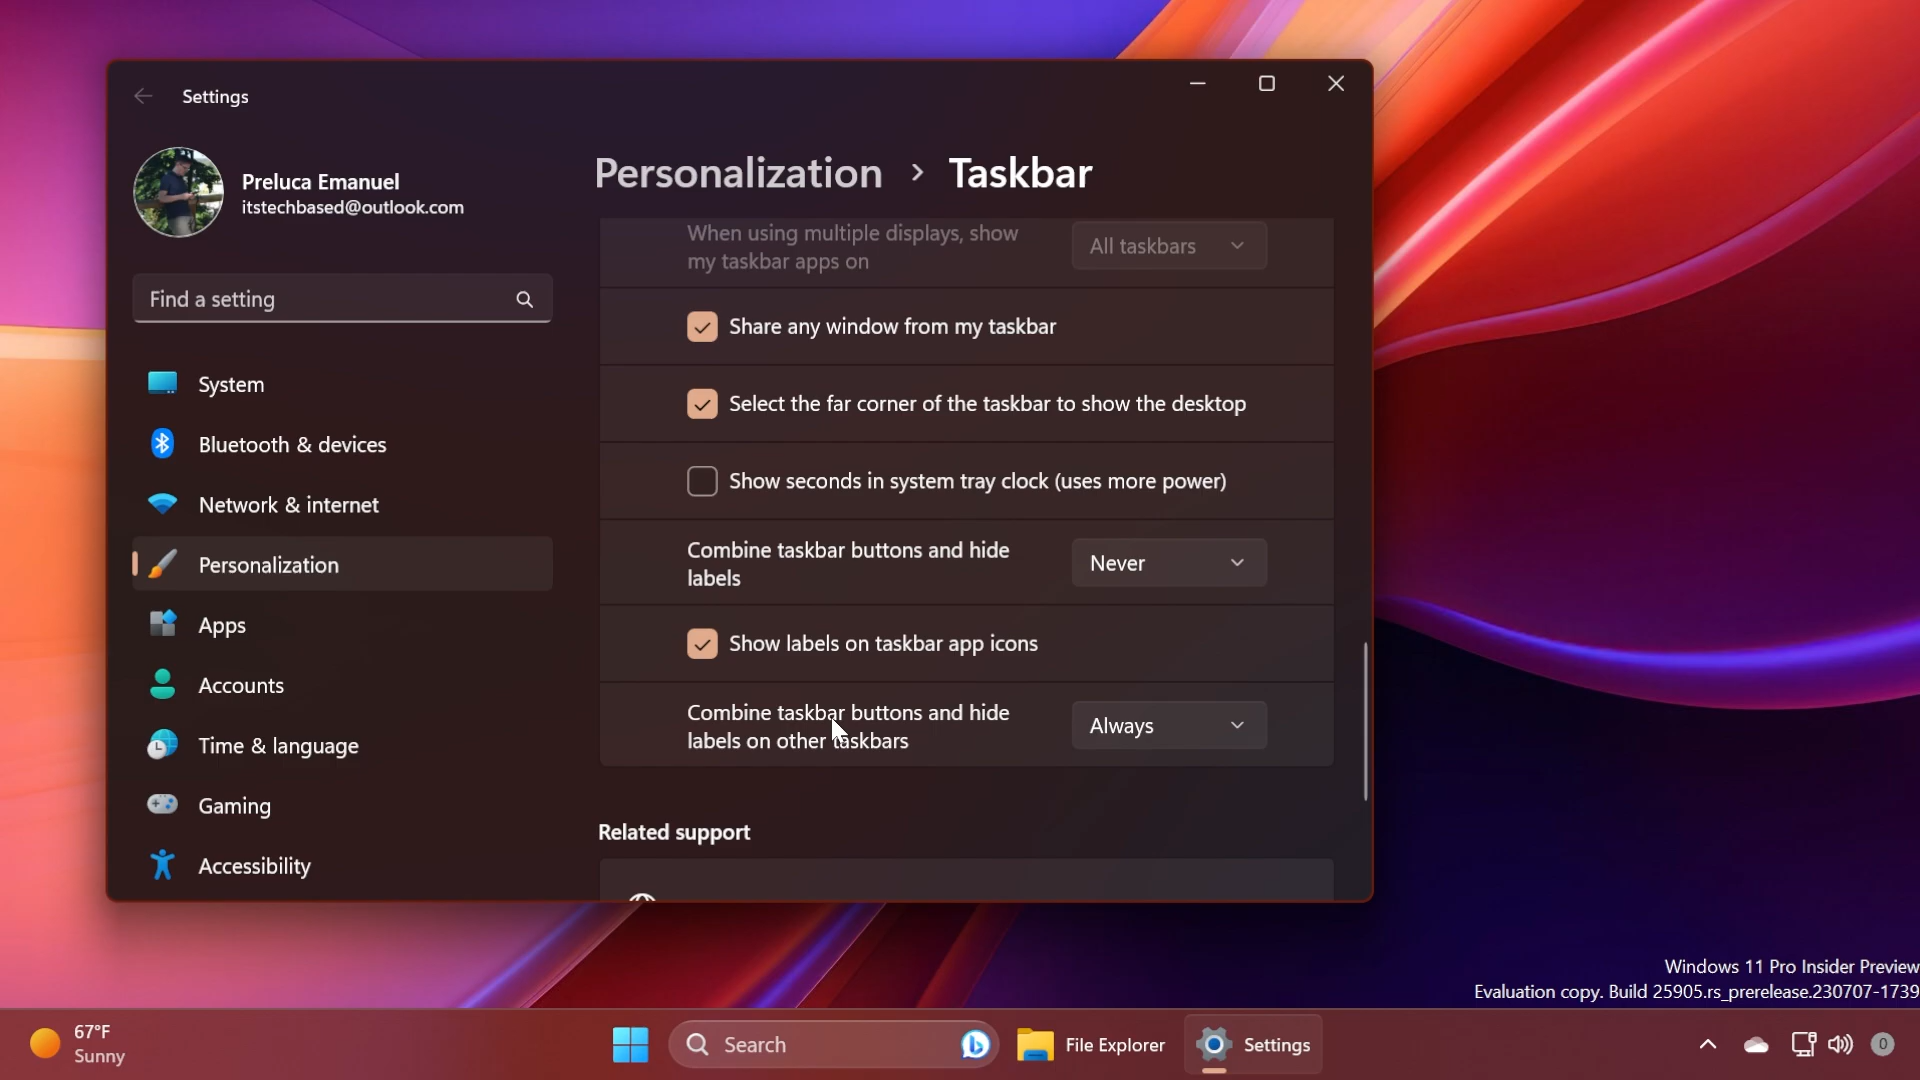 Settings
Preluca Emanuel
itstechbased@outlook.com
Find a setting
System
Bluetooth & devices
Network & internet
Personalization
Apps
Accounts
Time & language
Gaming
Accessibility
Personalization > Taskbar
When using multiple displays, show
my taskbar apps on
All taskbars
Share any window from my taskbar
Select the far corner of the taskbar to show the desktop
Show seconds in system tray clock (uses more power)
Combine taskbar buttons and hide
labels
Never
Show labels on taskbar app icons
Combine taskbar buttons and hide
labels on other taskbars
Always
Related support
Windows 11 Pro Insider Preview
Evaluation copy. Build 25905.rs_prerelease.230707-1739
67°F
Sunny
Search
File Explorer
Settings
0